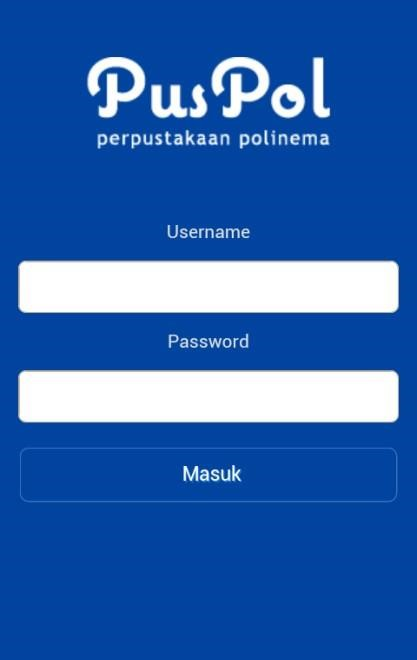 PusPol
perpustakaan polinema
Username
Password
Masuk